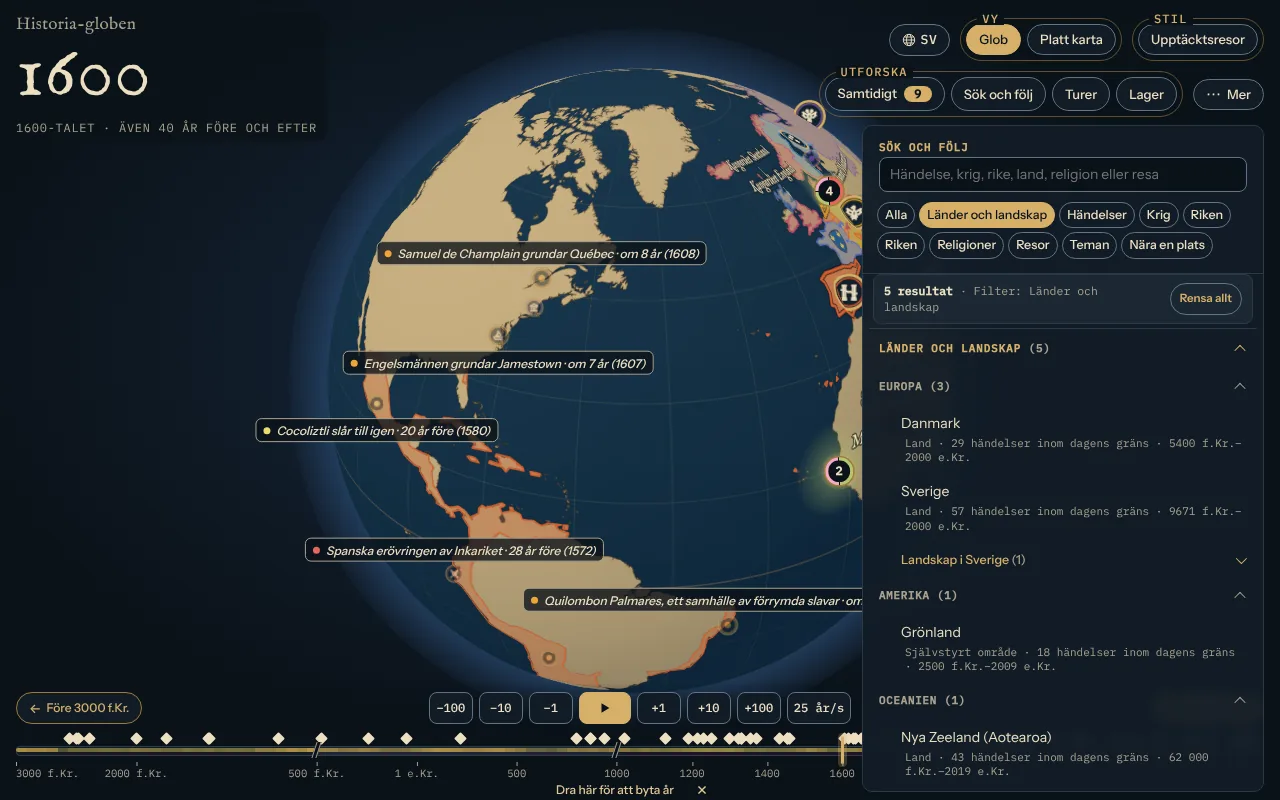 Historia-globen
1600
1600-TALET · ÄVEN 40 ÅR FÖRE OCH EFTER
SV
VY
Glob
Platt karta
STIL
Upptäcktsresor
UTFORSKA
Samtidigt 9
Sök och följ
Turer
Lager
··· Mer
SÖK OCH FÖLJ
Händelse, krig, rike, land, religion eller resa
Alla
Länder och landskap
Händelser
Krig
Riken
Riken
Religioner
Resor
Teman
Nära en plats
5 resultat · Filter: Länder och
landskap
Rensa allt
LÄNDER OCH LANDSKAP (5)
EUROPA (3)
Danmark
Land · 29 händelser inom dagens gräns · 5400 f.Kr.–
2000 e.Kr.
Sverige
Land · 57 händelser inom dagens gräns · 9671 f.Kr.–
2000 e.Kr.
Landskap i Sverige (1)
AMERIKA (1)
Grönland
Självstyrt område · 18 händelser inom dagens gräns
· 2500 f.Kr.–2009 e.Kr.
OCEANIEN (1)
Nya Zeeland (Aotearoa)
Land · 43 händelser inom dagens gräns · 62 000
f.Kr.–2019 e.Kr.
4
H
2
Samuel de Champlain grundar Québec · om 8 år (1608)
Engelsmännen grundar Jamestown · om 7 år (1607)
Cocoliztli slår till igen · 20 år före (1580)
Spanska erövringen av Inkariket · 28 år före (1572)
Quilombon Palmares, ett samhälle av förrymda slavar · om
← Före 3000 f.Kr.
−100
−10
−1
+1
+10
+100
25 år/s
3000 f.Kr.
2000 f.Kr.
500 f.Kr.
1 e.Kr.
500
1000
1200
1400
1600
Dra här för att byta år ×